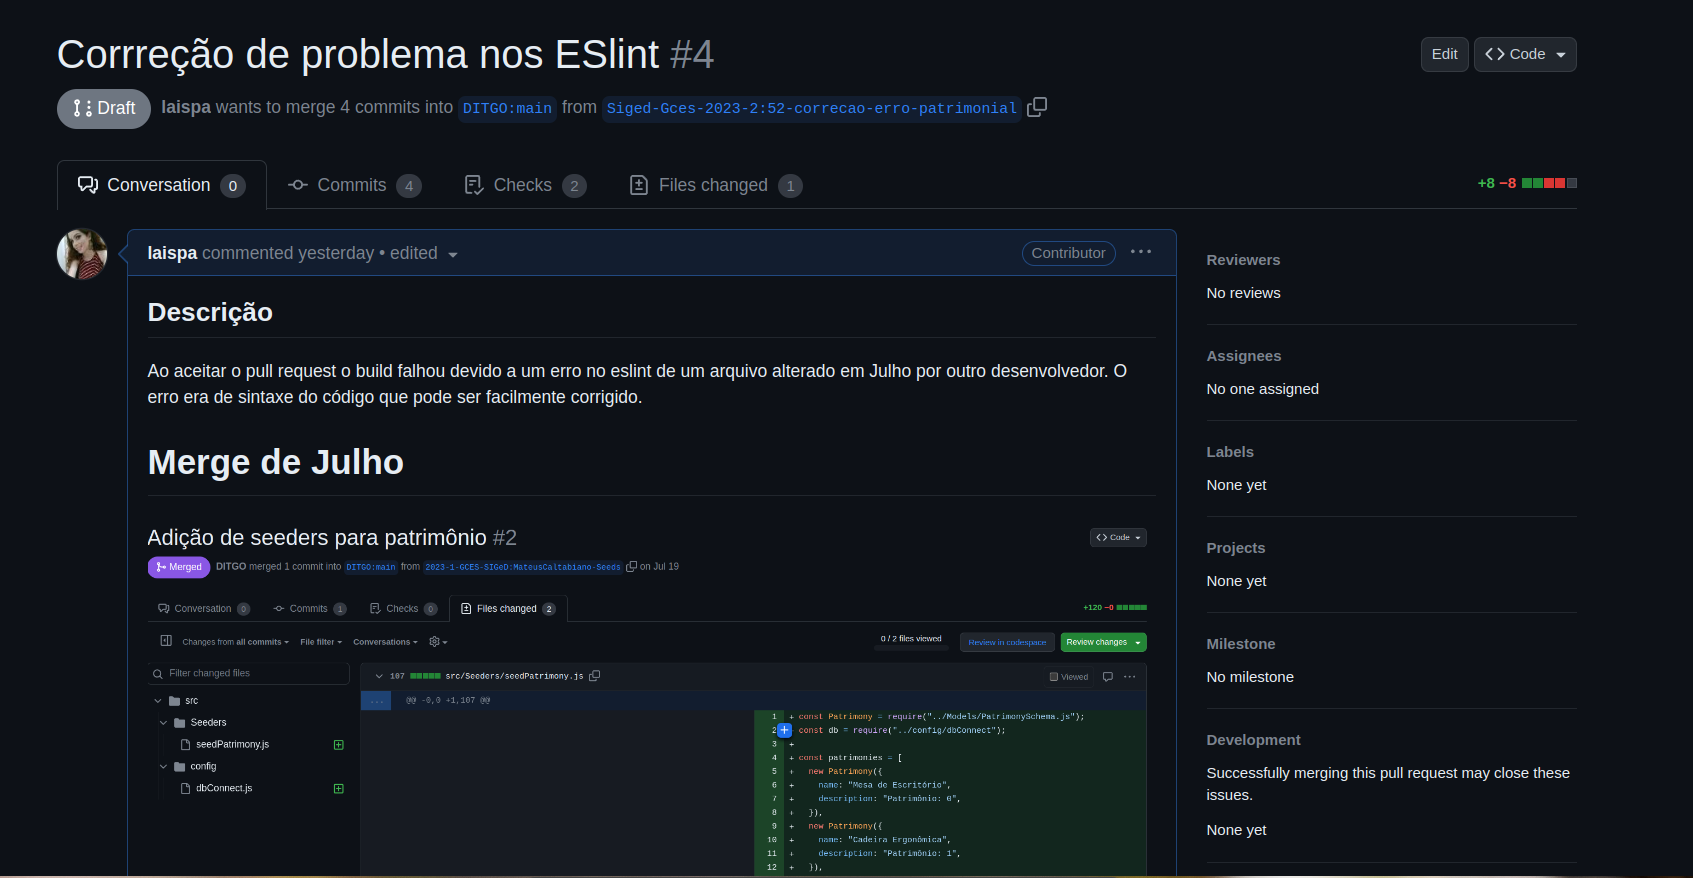 Corrreção de problema nos ESlint #4
Edit
Code
Draft
laispa wants to merge 4 commits into DITGO:main from Siged-Gces-2023-2:52-correcao-erro-patrimonial
Conversation 0
Commits 4
Checks 2
Files changed 1
+8 −8
laispa commented yesterday • edited
Contributor
Descrição
Ao aceitar o pull request o build falhou devido a um erro no eslint de um arquivo alterado em Julho por outro desenvolvedor. O
erro era de sintaxe do código que pode ser facilmente corrigido.
Merge de Julho
Adição de seeders para patrimônio #2
Code
Merged
DITGO merged 1 commit into DITGO:main from 2023-1-GCES-SIGeD:MateusCaltabiano-Seeds on Jul 19
Conversation 0
Commits 1
Checks 0
Files changed 2
+120 −0
Changes from all commits
File filter
Conversations
0 / 2 files viewed
Review in codespace
Review changes
Filter changed files
src
Seeders
seedPatrimony.js
config
dbConnect.js
107 src/Seeders/seedPatrimony.js
Viewed
@@ -0,0 +1,107 @@
1 + const Patrimony = require("../Models/PatrimonySchema.js");
2 + const db = require("../config/dbConnect");
3 +
4 + const patrimonies = [
5 + new Patrimony({
6 + name: "Mesa de Escritório",
7 + description: "Patrimônio: 0",
8 + }),
9 + new Patrimony({
10 + name: "Cadeira Ergonômica",
11 + description: "Patrimônio: 1",
12 + }),
Reviewers
No reviews
Assignees
No one assigned
Labels
None yet
Projects
None yet
Milestone
No milestone
Development
Successfully merging this pull request may close these
issues.
None yet